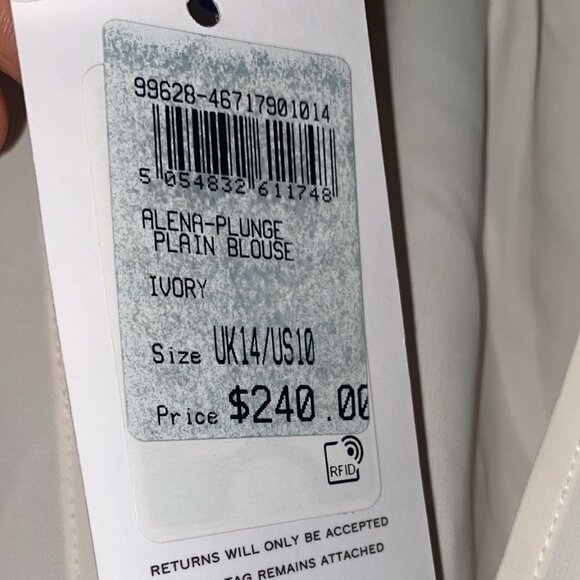 99628-46717901014
5 054832 611748
ALENA-PLUNGE
PLAIN BLOUSE
IVORY
Size UK14/US10
Price $240.00
RFID
RETURNS WILL ONLY BE ACCEPTED
TAG REMAINS ATTACHED